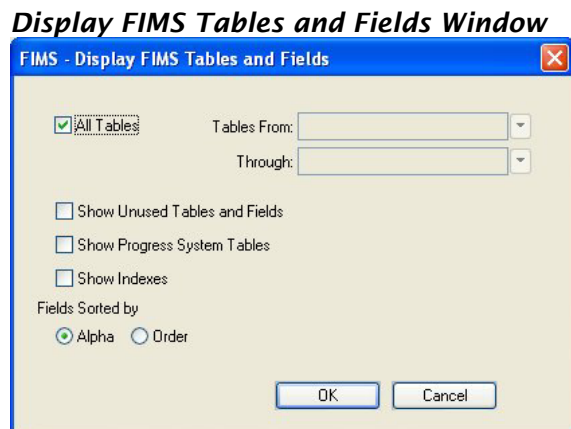 Display FIMS Tables and Fields Window
FIMS - Display FIMS Tables and Fields
All Tables Tables From:
Through:
Show Unused Tables and Fields
Show Progress System Tables
Show Indexes
Fields Sorted by
Alpha Order
OK Cancel